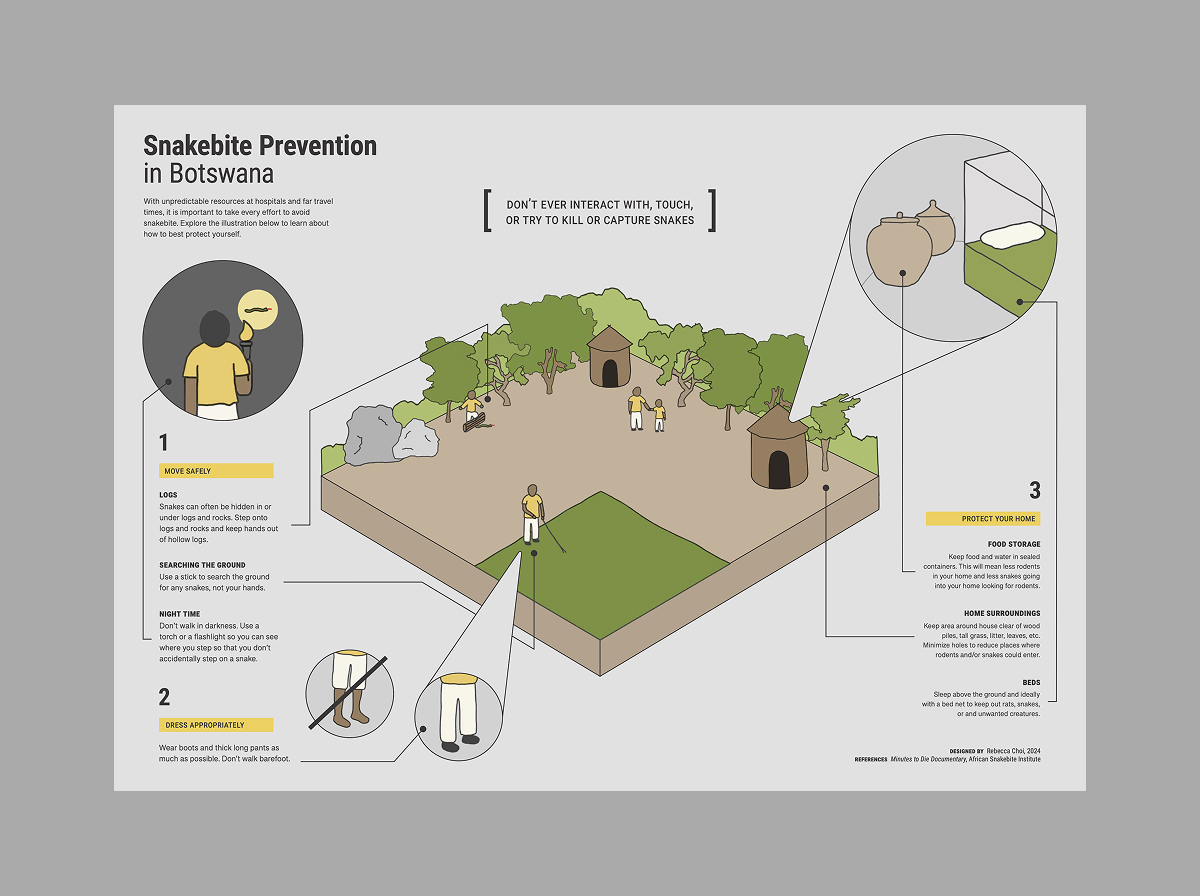 Snakebite Prevention
in Botswana
With unpredictable resources at hospitals and far travel
times, it is important to take every effort to avoid
snakebite. Explore the illustration below to learn about
how to best protect yourself.
DON'T EVER INTERACT WITH, TOUCH,
OR TRY TO KILL OR CAPTURE SNAKES
1
MOVE SAFELY
LOGS
Snakes can often be hidden in or
under logs and rocks. Step onto
logs and rocks and keep hands out
of hollow logs.
SEARCHING THE GROUND
Use a stick to search the ground
for any snakes, not your hands.
NIGHT TIME
Don't walk in darkness. Use a
torch or a flashlight so you can see
where you step so that you don't
accidentally step on a snake.
2
DRESS APPROPRIATELY
Wear boots and thick long pants as
much as possible. Don't walk barefoot.
3
PROTECT YOUR HOME
FOOD STORAGE
Keep food and water in sealed
containers. This will mean less rodents
in your home and less snakes going
into your home looking for rodents.
HOME SURROUNDINGS
Keep area around house clear of wood
piles, tall grass, litter, leaves, etc.
Minimize holes to reduce places where
rodents and/or snakes could enter.
BEDS
Sleep above the ground and ideally
with a bed net to keep out rats, snakes,
or and unwanted creatures.
DESIGNED BY Rebecca Choi, 2024
REFERENCES Minutes to Die Documentary, African Snakebite Institute